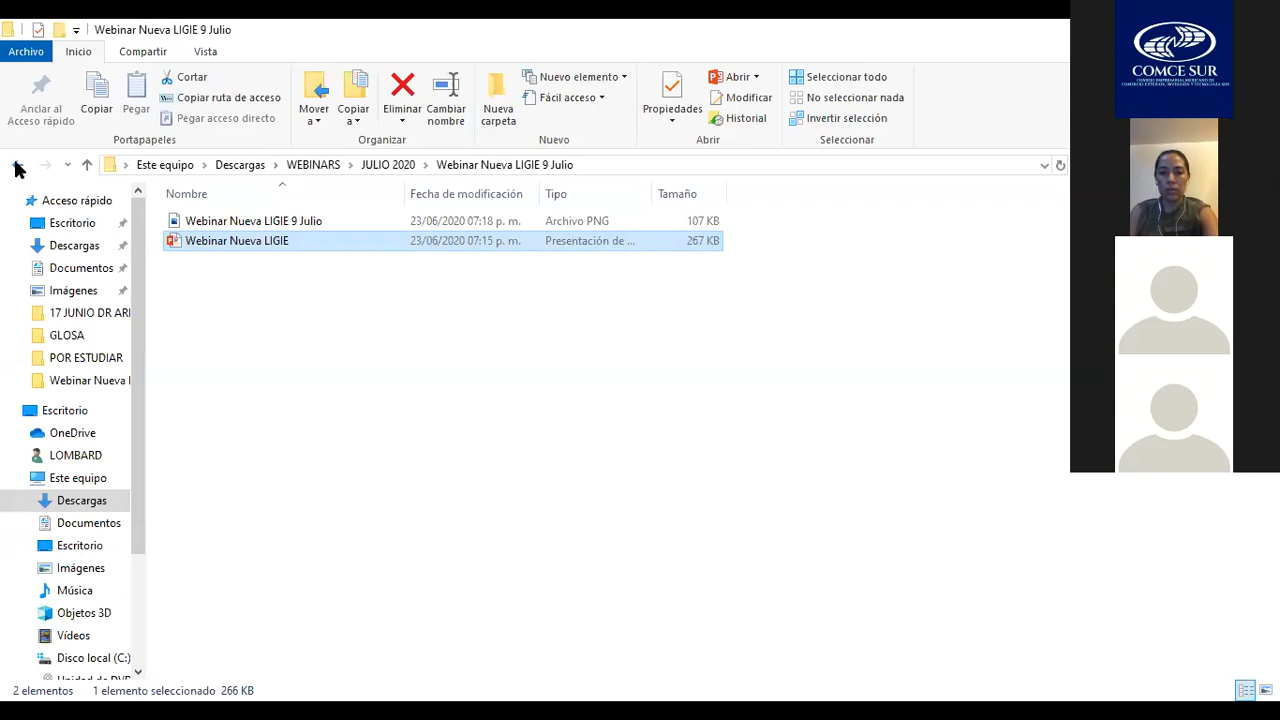 Webinar Nueva LIGIE 9 Julio
Archivo Inicio Compartir Vista
Anclar al Acceso rápido
Copiar
Pegar
Cortar
Copiar ruta de acceso
Pegar acceso directo
Portapapeles
Mover a
Copiar a
Eliminar
Cambiar nombre
Organizar
Nueva carpeta
Nuevo elemento
Fácil acceso
Nuevo
Propiedades
Abrir
Modificar
Historial
Abrir
Seleccionar todo
No seleccionar nada
Invertir selección
Seleccionar
Este equipo Descargas WEBINARS JULIO 2020 Webinar Nueva LIGIE 9 Julio
Nombre Fecha de modificación Tipo Tamaño
Webinar Nueva LIGIE 9 Julio 23/06/2020 07:18 p. m. Archivo PNG 107 KB
Webinar Nueva LIGIE 23/06/2020 07:15 p. m. Presentación de ... 267 KB
Acceso rápido
Escritorio
Descargas
Documentos
Imágenes
17 JUNIO DR ARI
GLOSA
POR ESTUDIAR
Webinar Nueva l
Escritorio
OneDrive
LOMBARD
Este equipo
Descargas
Documentos
Escritorio
Imágenes
Música
Objetos 3D
Vídeos
Disco local (C:)
2 elementos 1 elemento seleccionado 266 KB
COMCE SUR